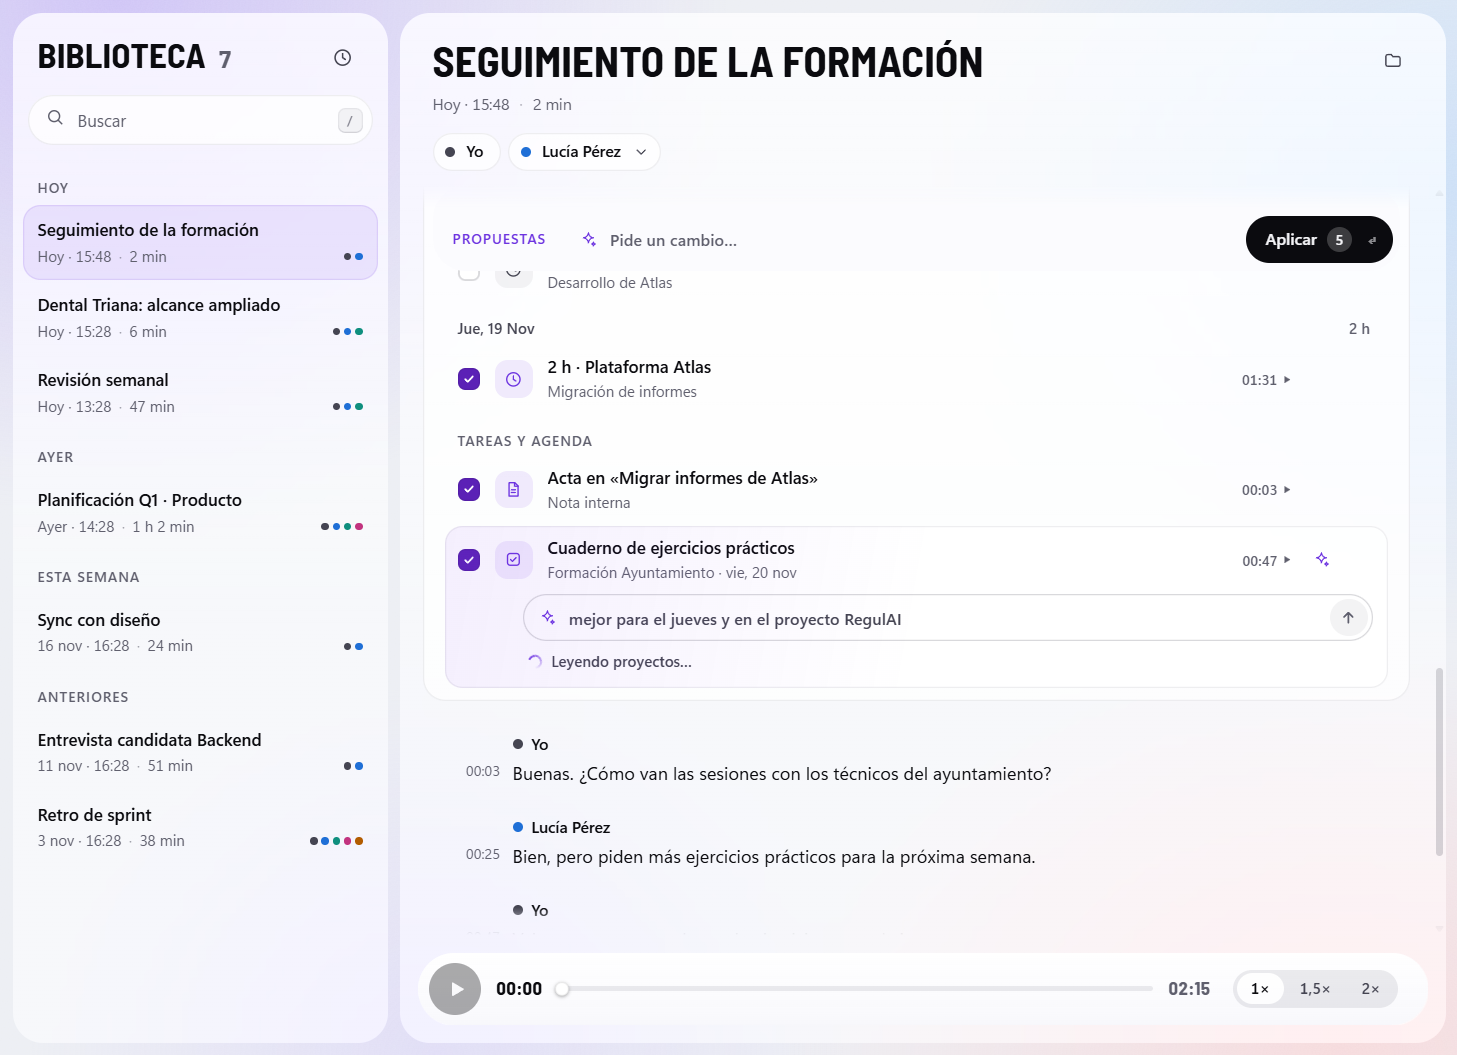 BIBLIOTECA 7
Buscar /
HOY
Seguimiento de la formación
Hoy · 15:48 · 2 min
Dental Triana: alcance ampliado
Hoy · 15:28 · 6 min
Revisión semanal
Hoy · 13:28 · 47 min
AYER
Planificación Q1 · Producto
Ayer · 14:28 · 1 h 2 min
ESTA SEMANA
Sync con diseño
16 nov · 16:28 · 24 min
ANTERIORES
Entrevista candidata Backend
11 nov · 16:28 · 51 min
Retro de sprint
3 nov · 16:28 · 38 min
SEGUIMIENTO DE LA FORMACIÓN
Hoy · 15:48 · 2 min
Yo
Lucía Pérez
PROPUESTAS
Pide un cambio...
Aplicar 5
Desarrollo de Atlas
Jue, 19 Nov 2 h
2 h · Plataforma Atlas
Migración de informes
01:31
TAREAS Y AGENDA
Acta en «Migrar informes de Atlas»
Nota interna
00:03
Cuaderno de ejercicios prácticos
Formación Ayuntamiento · vie, 20 nov
00:47
mejor para el jueves y en el proyecto RegulAI
Leyendo proyectos...
Yo
00:03 Buenas. ¿Cómo van las sesiones con los técnicos del ayuntamiento?
Lucía Pérez
00:25 Bien, pero piden más ejercicios prácticos para la próxima semana.
Yo
00:00
02:15
1× 1,5× 2×